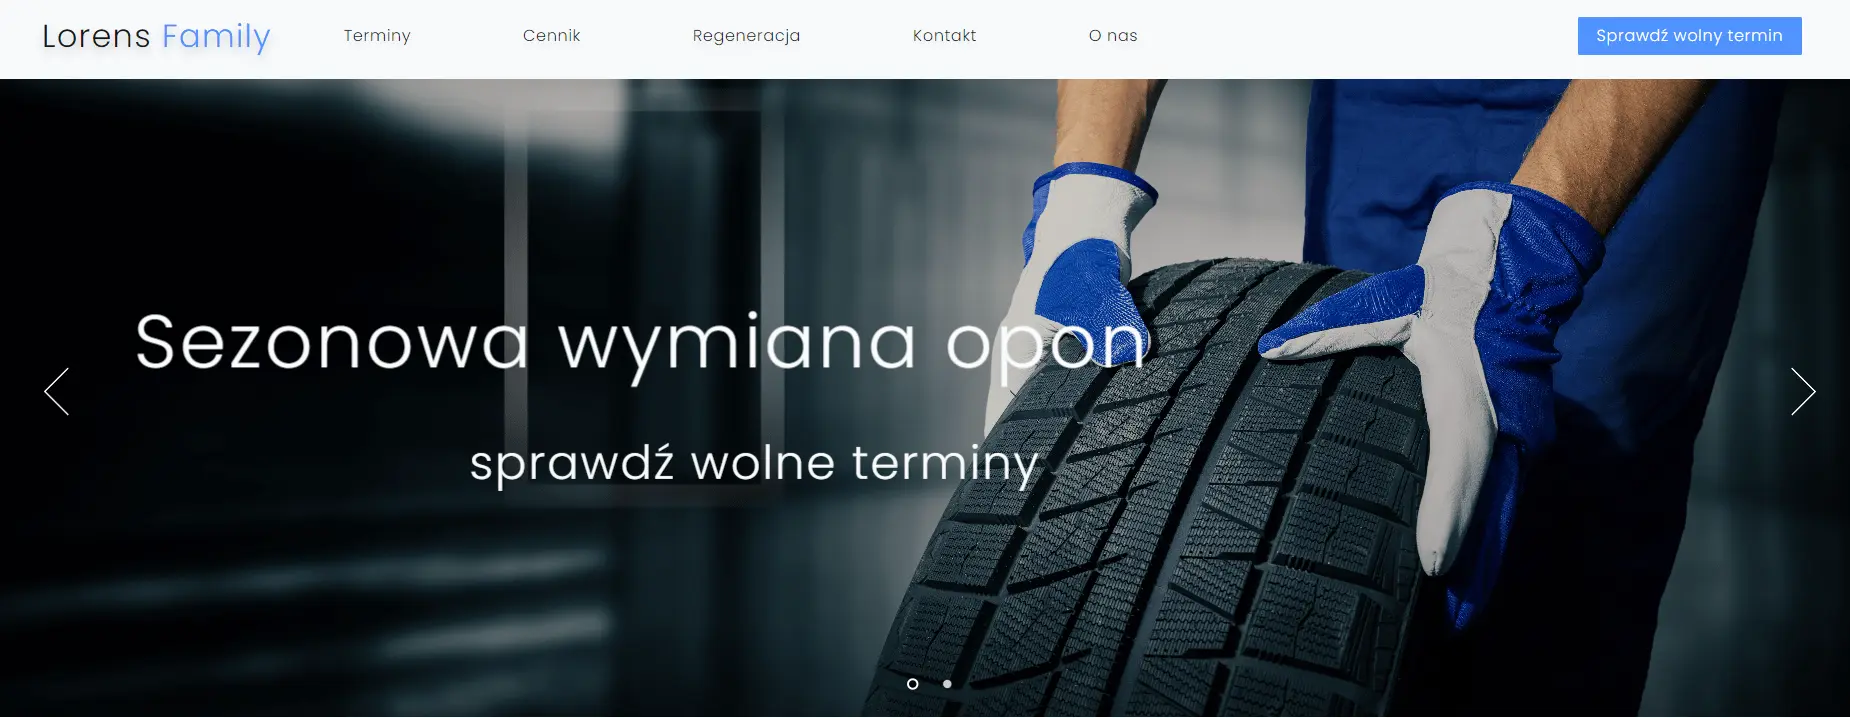 Lorens Family
Terminy
Cennik
Regeneracja
Kontakt
O nas
Sprawdź wolny termin
Sezonowa wymiana opon
sprawdź wolne terminy